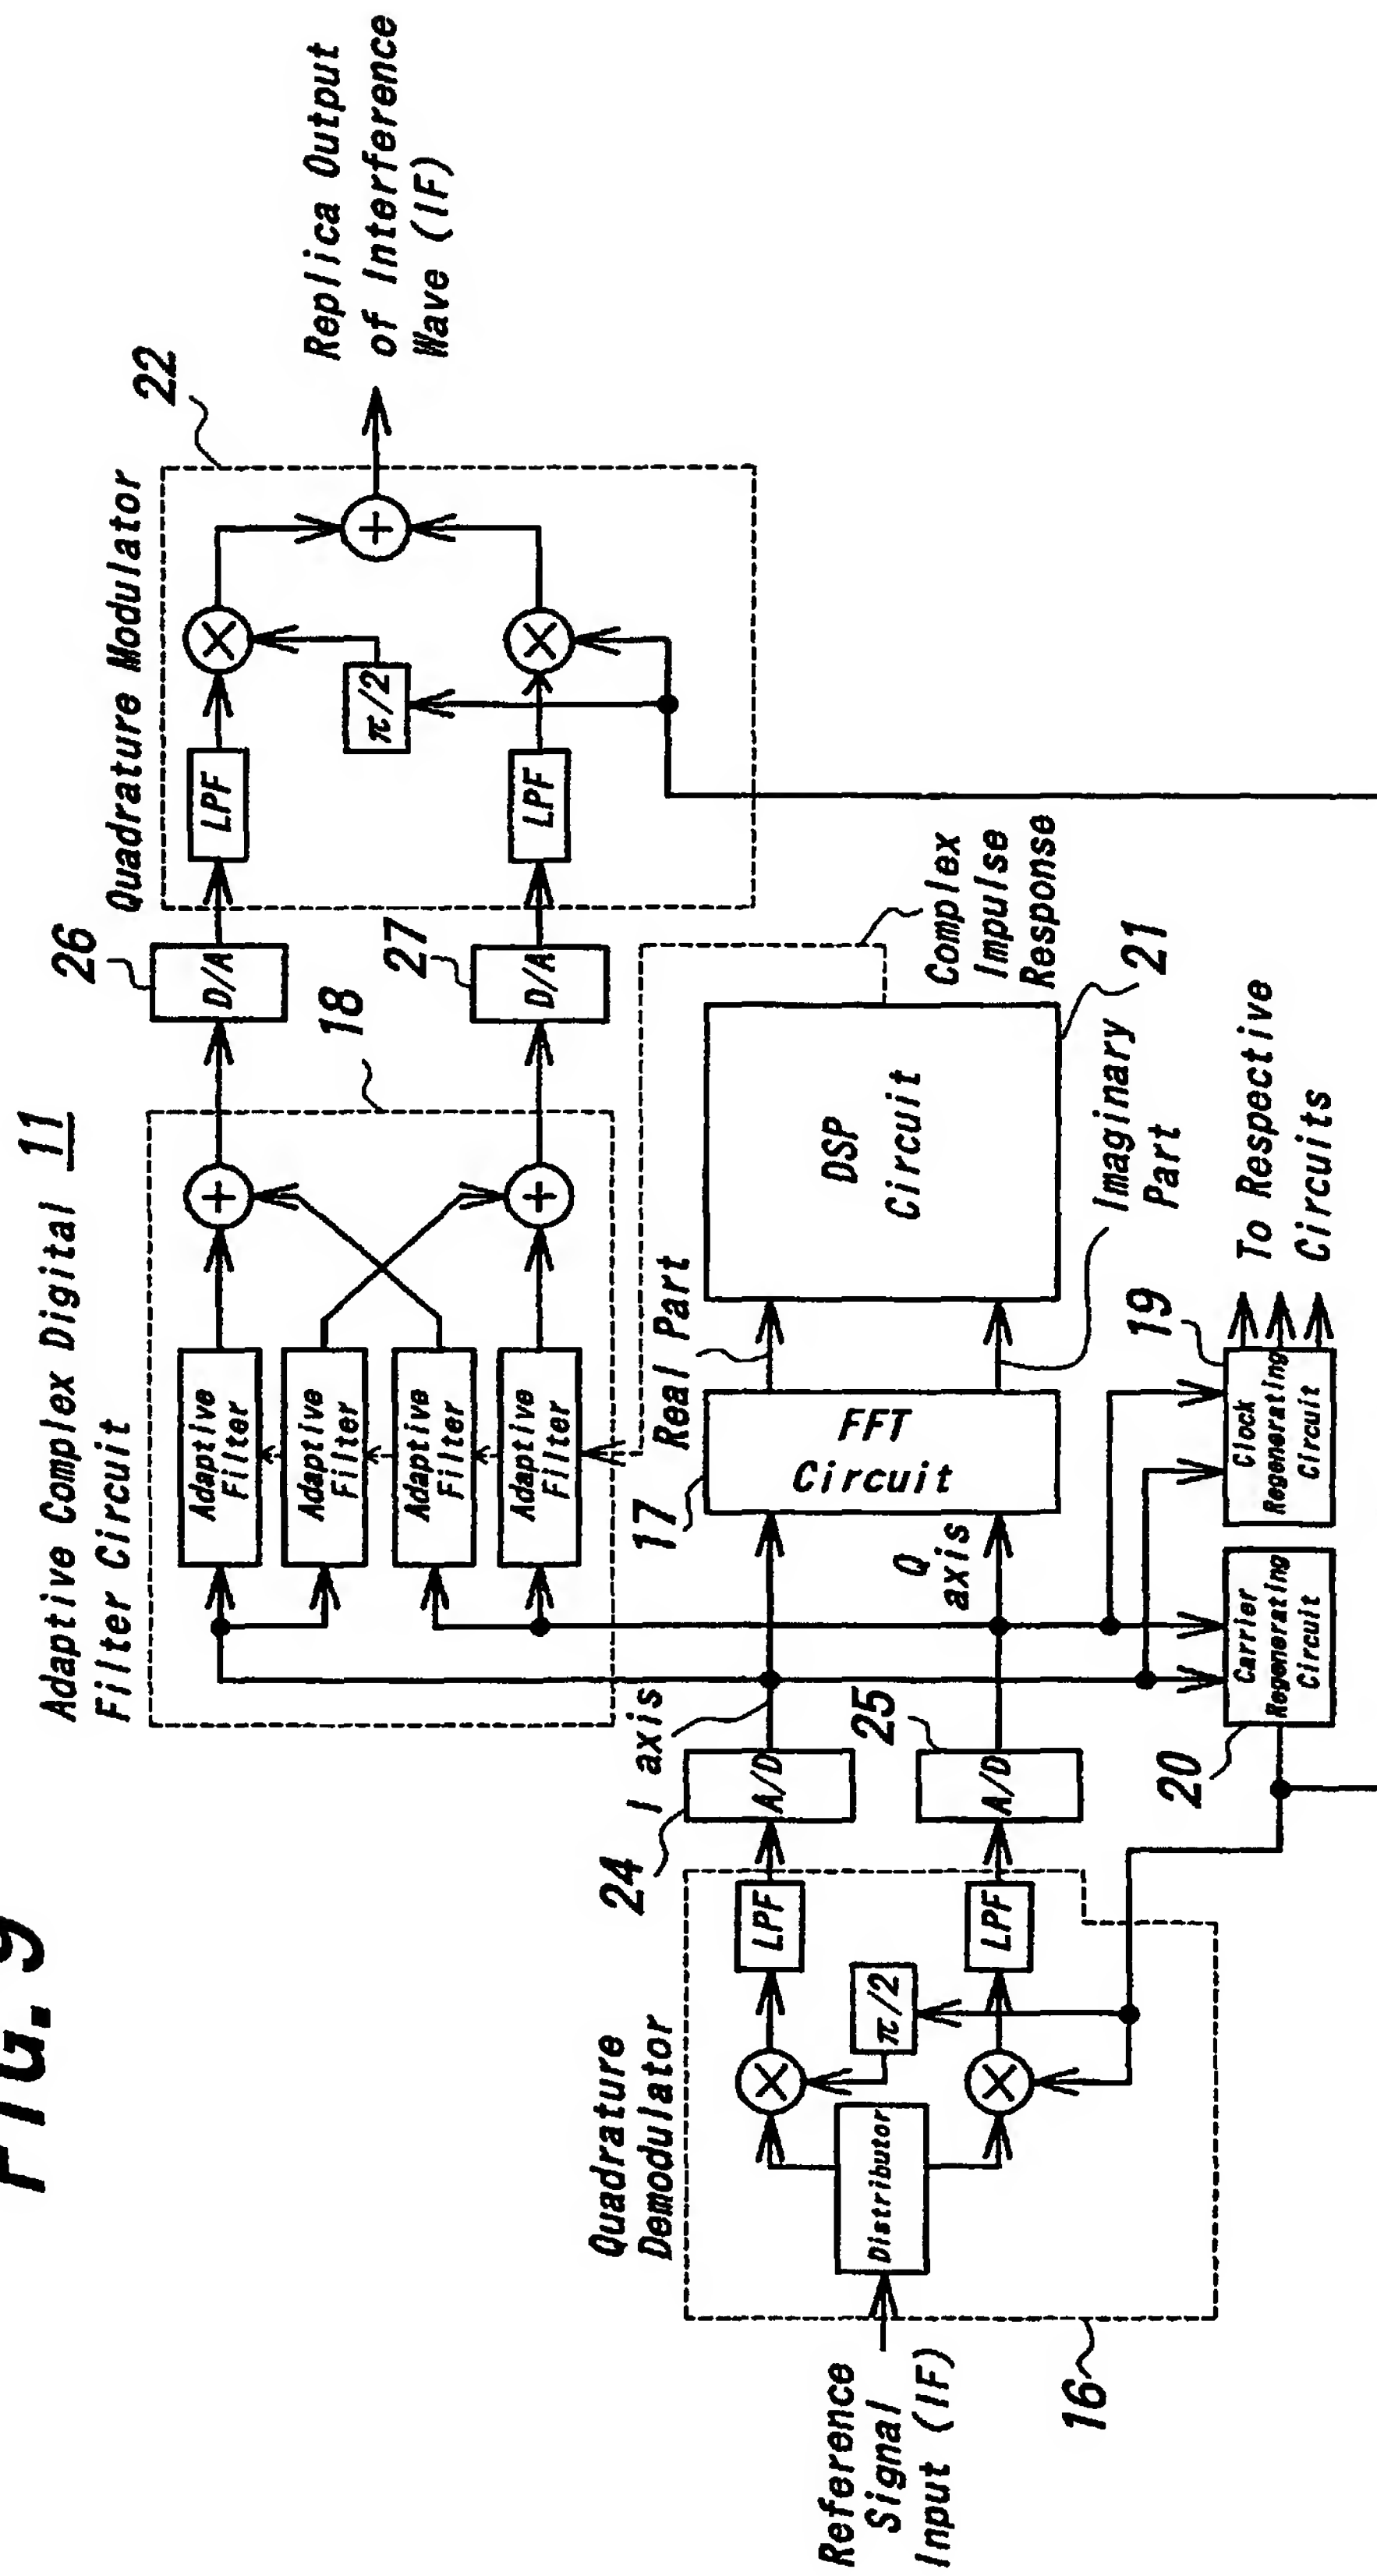 FIG. 9
Adaptive Complex Digital 11
Filter Circuit
18
Adaptive
Filter
Adaptive
Filter
Adaptive
Filter
Adaptive
Filter
+
+
26
D/A
27
D/A
Quadrature Modulator
22
LPF
LPF
π/2
×
×
+
Replica Output
of Interference
Wave (IF)
Reference
Signal
Input (IF)
16
Quadrature
Demodulator
Distributor
×
×
π/2
LPF
LPF
24
A/D
25
A/D
I axis
Q
axis
17
FFT
Circuit
Real Part
Imaginary
Part
DSP
Circuit
21
Complex
Impulse
Response
20
Carrier
Regenerating
Circuit
19
Clock
Regenerating
Circuit
To Respective
Circuits